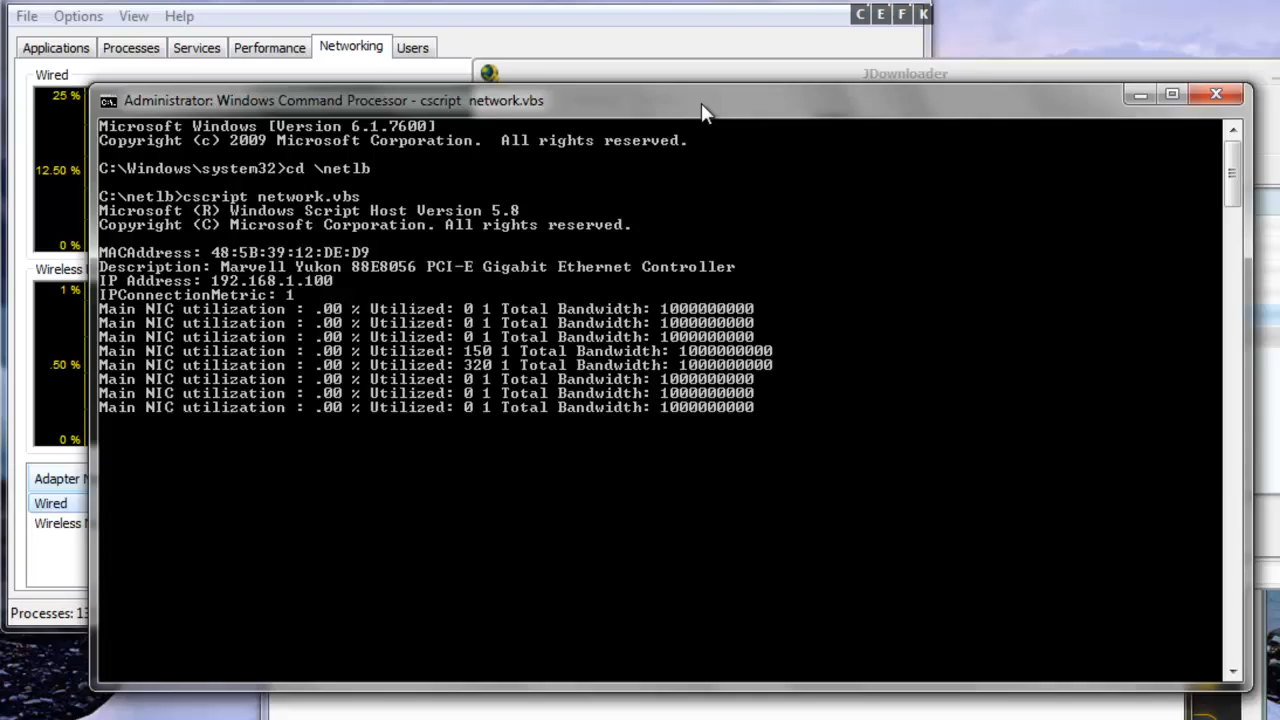 File Options View Help
C E F K
Applications Processes Services Performance Networking Users
Wired
JDownloader
25 %
12.50 %
0 %
Wireless
1 %
.50 %
0 %
Adapter
Wired
Wireless
Processes: 13
Administrator: Windows Command Processor - cscript  network.vbs
Microsoft Windows [Version 6.1.7600]
Copyright (c) 2009 Microsoft Corporation.  All rights reserved.
C:\Windows\system32>cd \netlb
C:\netlb>cscript network.vbs
Microsoft (R) Windows Script Host Version 5.8
Copyright (C) Microsoft Corporation. All rights reserved.
MACAddress: 48:5B:39:12:DE:D9
Description: Marvell Yukon 88E8056 PCI-E Gigabit Ethernet Controller
IP Address: 192.168.1.100
IPConnectionMetric: 1
Main NIC utilization : .00 % Utilized: 0 1 Total Bandwidth: 1000000000
Main NIC utilization : .00 % Utilized: 0 1 Total Bandwidth: 1000000000
Main NIC utilization : .00 % Utilized: 0 1 Total Bandwidth: 1000000000
Main NIC utilization : .00 % Utilized: 150 1 Total Bandwidth: 1000000000
Main NIC utilization : .00 % Utilized: 320 1 Total Bandwidth: 1000000000
Main NIC utilization : .00 % Utilized: 0 1 Total Bandwidth: 1000000000
Main NIC utilization : .00 % Utilized: 0 1 Total Bandwidth: 1000000000
Main NIC utilization : .00 % Utilized: 0 1 Total Bandwidth: 1000000000